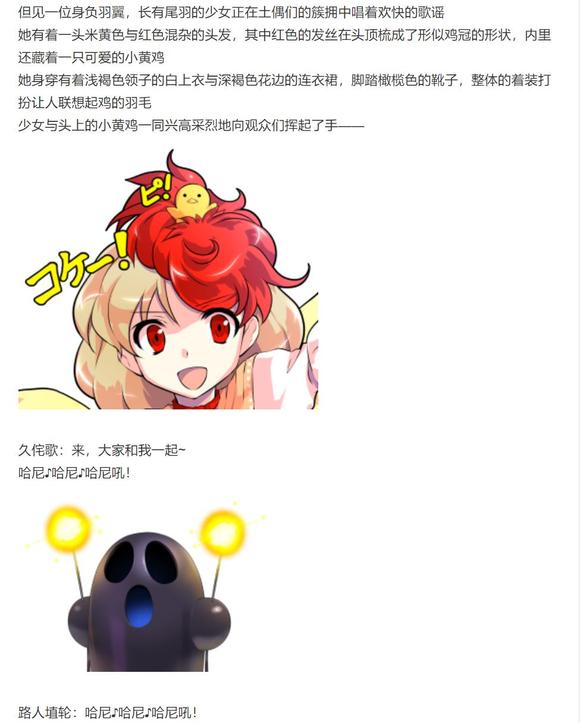 但见一位身负羽翼，长有尾羽的少女正在土偶们的簇拥中唱着欢快的歌谣
她有着一头米黄色与红色混杂的头发，其中红色的发丝在头顶梳成了形似鸡冠的形状，内里
还藏着一只可爱的小黄鸡
她身穿有着浅褐色领子的白上衣与深褐色花边的连衣裙，脚踏橄榄色的靴子，整体的着装打
扮让人联想起鸡的羽毛
少女与头上的小黄鸡一同兴高采烈地向观众们挥起了手——
ピ!
コケー!
久侘歌：来，大家和我一起~
哈尼♪哈尼♪哈尼吼！
路人埴轮：哈尼♪哈尼♪哈尼吼！